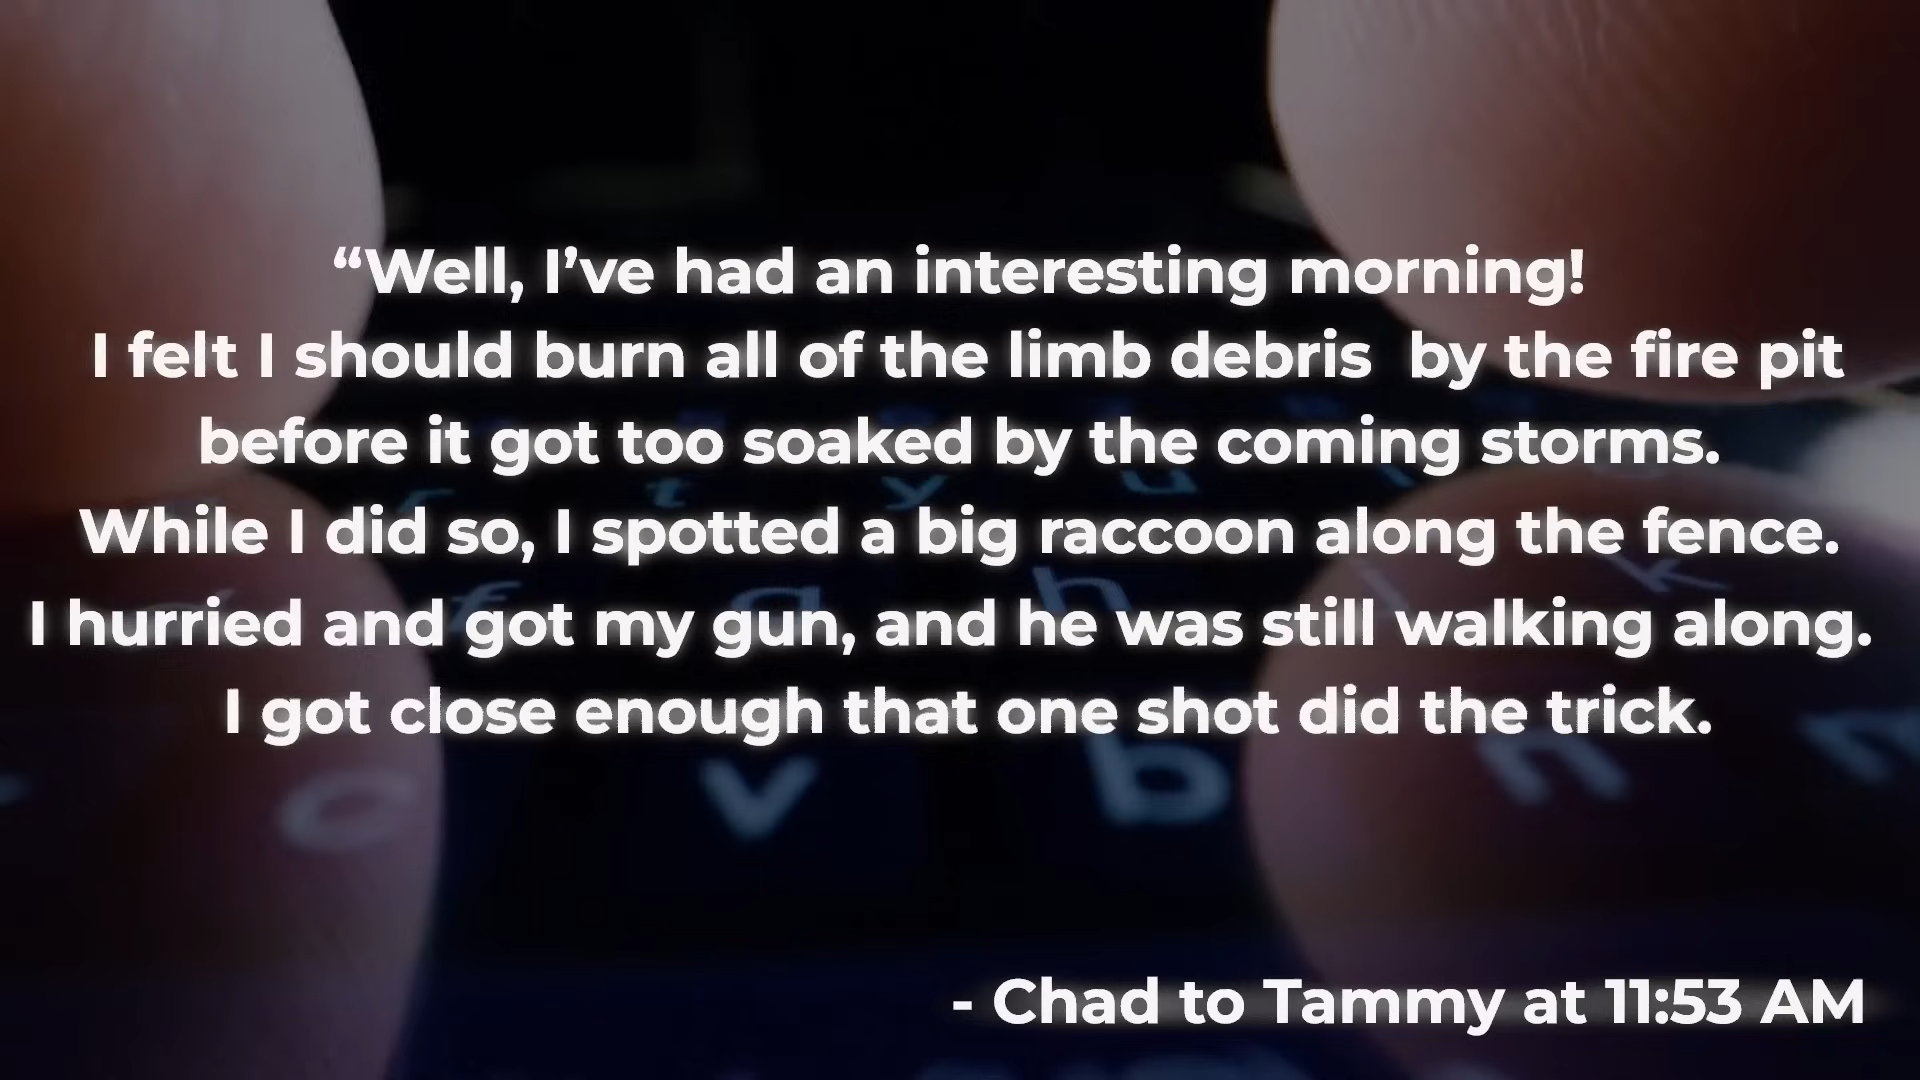 “Well, I’ve had an interesting morning!
I felt I should burn all of the limb debris  by the fire pit
before it got too soaked by the coming storms.
While I did so, I spotted a big raccoon along the fence.
I hurried and got my gun, and he was still walking along.
I got close enough that one shot did the trick.
- Chad to Tammy at 11:53 AM
r t y u
f g h k
c v b n m